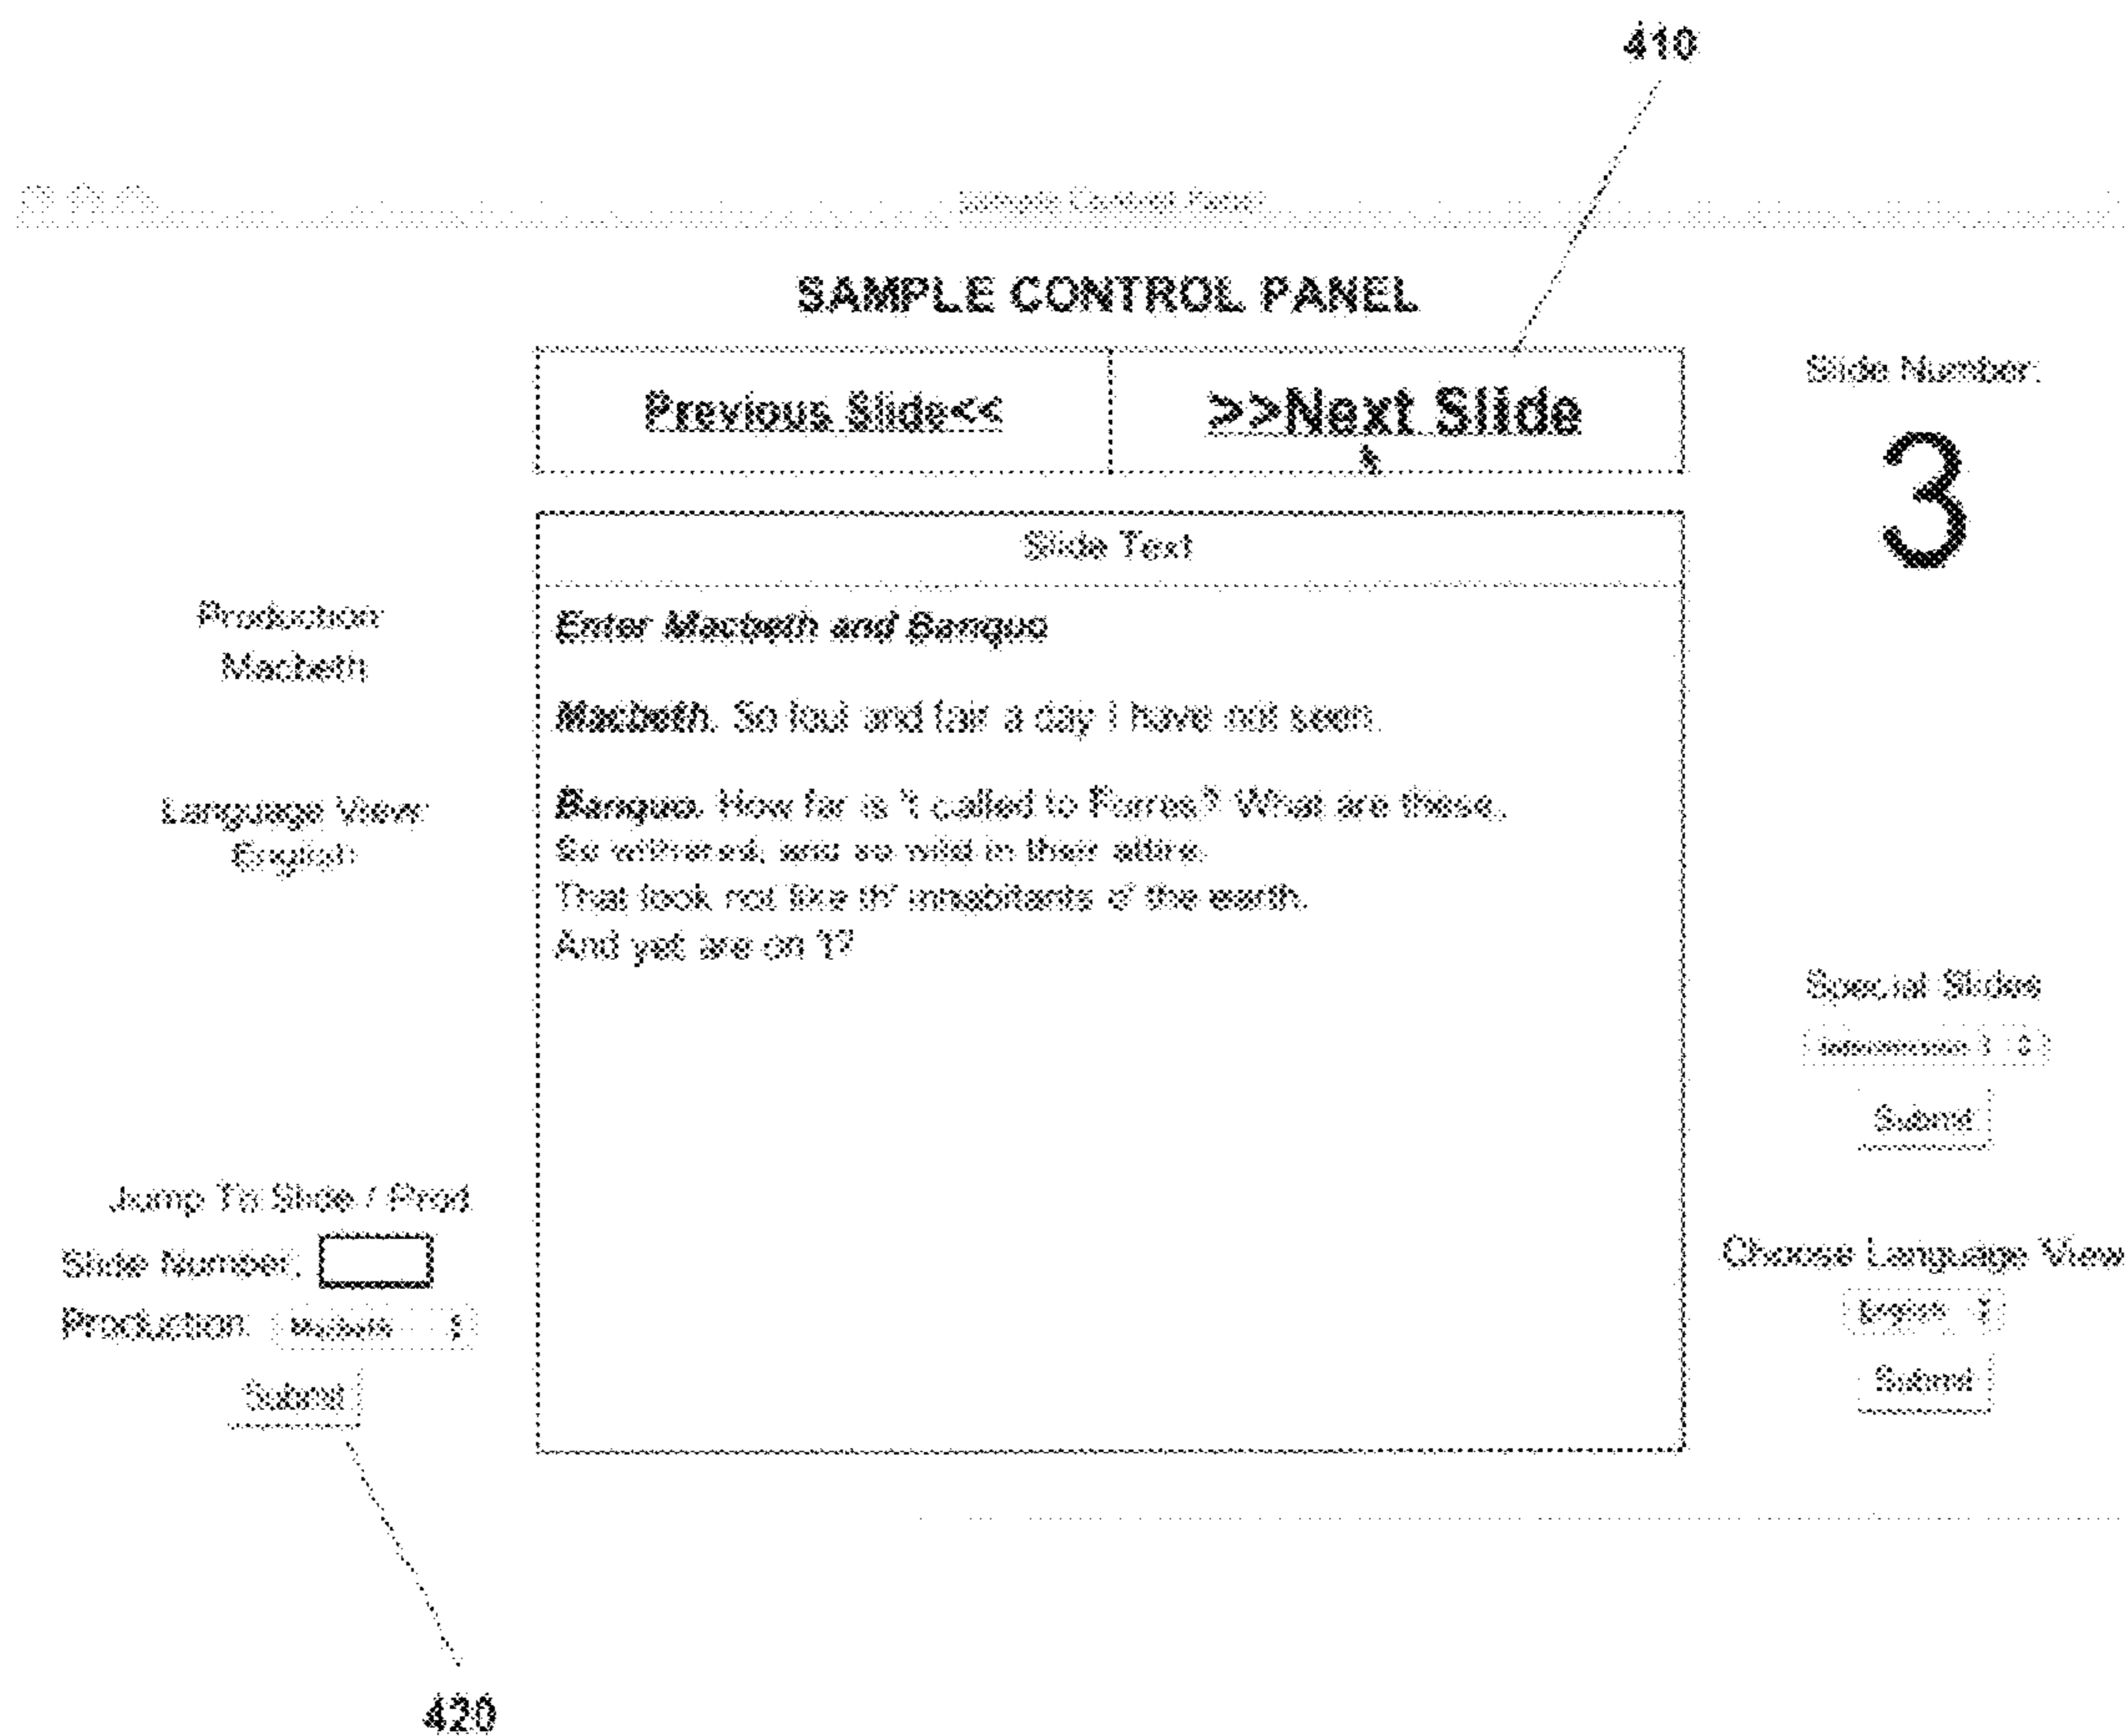 410
Sample Control Panel
SAMPLE CONTROL PANEL
Previous Slide<<
>>Next Slide
Slide Number:
3
Slide Text
Enter Macbeth and Banquo
Macbeth. So foul and fair a day I have not seen.
Banquo. How far is 't called to Forres? What are these,
So withered, and so wild in their attire,
That look not like th' inhabitants o' the earth,
And yet are on 't?
Production:
Macbeth
Language View:
English
Special Slides
Submit
Jump To Slide / Prod
Slide Number:
Production: Macbeth
Submit
Choose Language View
English
Submit
420